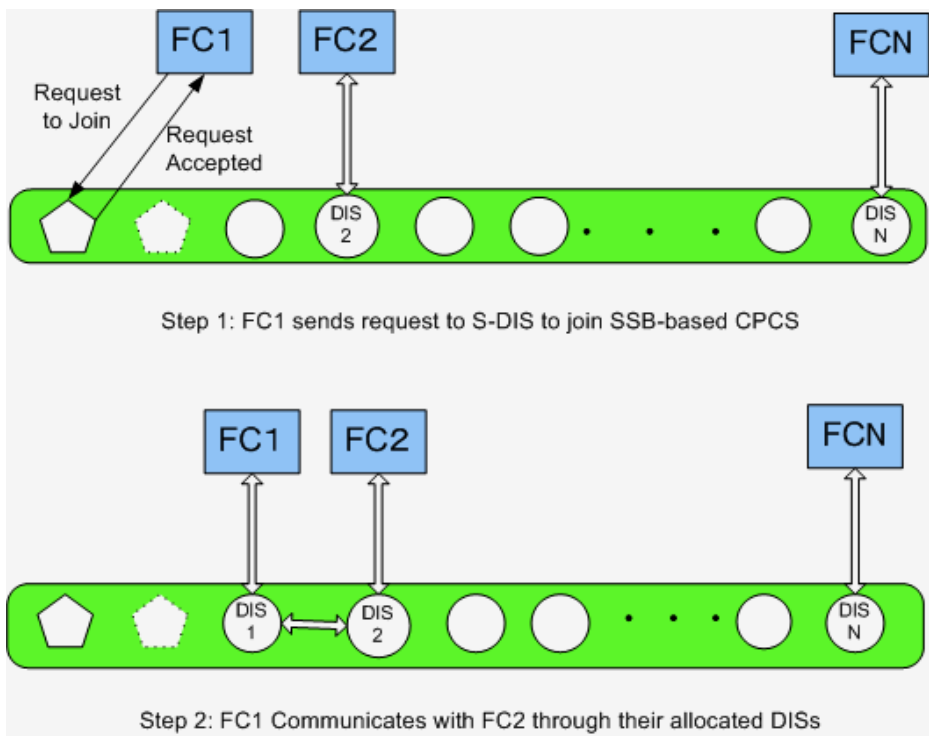 FC1
FC2
FCN
Request
to Join
Request
Accepted
DIS
2
DIS
N
Step 1: FC1 sends request to S-DIS to join SSB-based CPCS
FC1
FC2
FCN
DIS
1
DIS
2
DIS
N
Step 2: FC1 Communicates with FC2 through their allocated DISs